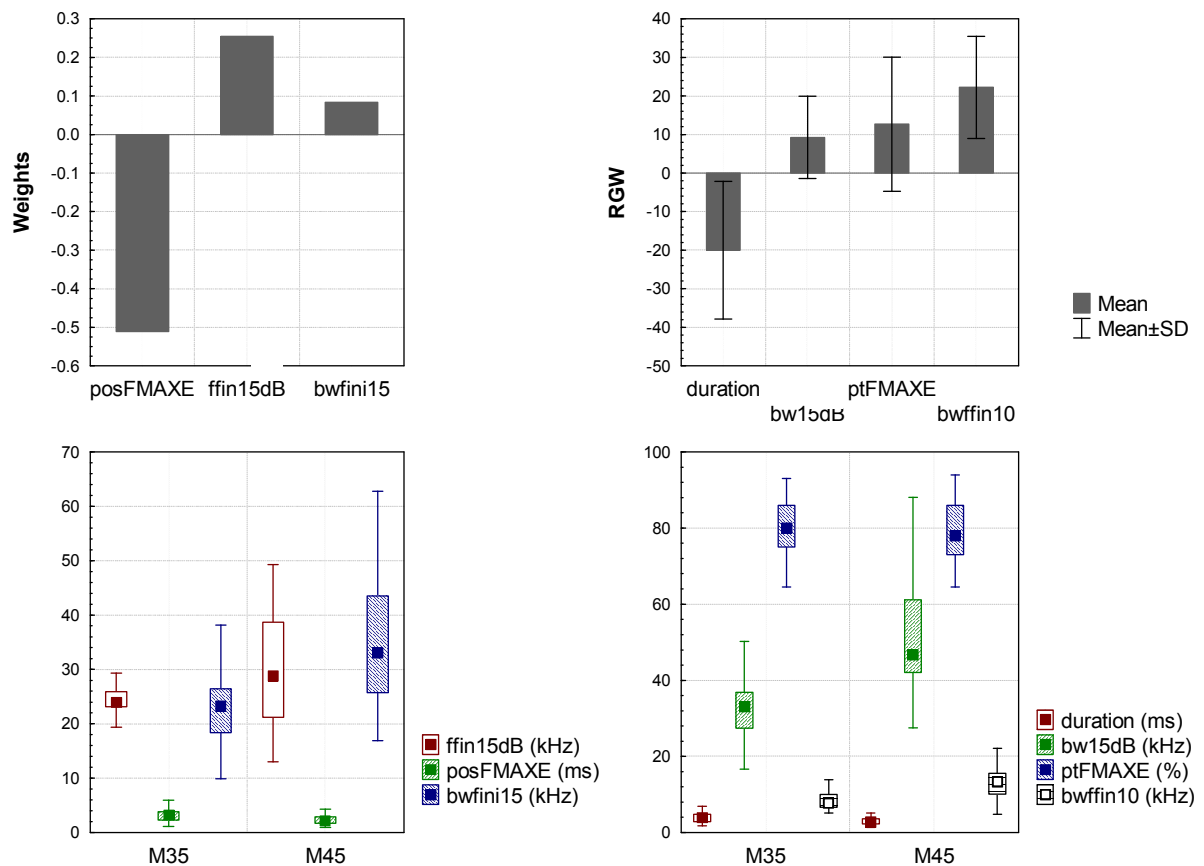 Weights
0.3
0.2
0.1
0.0
-0.1
-0.2
-0.3
-0.4
-0.5
-0.6
posFMAXE ffin15dB bwfini15
RGW
40
30
20
10
0
-10
-20
-30
-40
-50
duration ptFMAXE
bw15dB bwffin10
Mean
Mean±SD
70
60
50
40
30
20
10
0
M35 M45
ffin15dB (kHz)
posFMAXE (ms)
bwfini15 (kHz)
100
80
60
40
20
0
M35 M45
duration (ms)
bw15dB (kHz)
ptFMAXE (%)
bwffin10 (kHz)